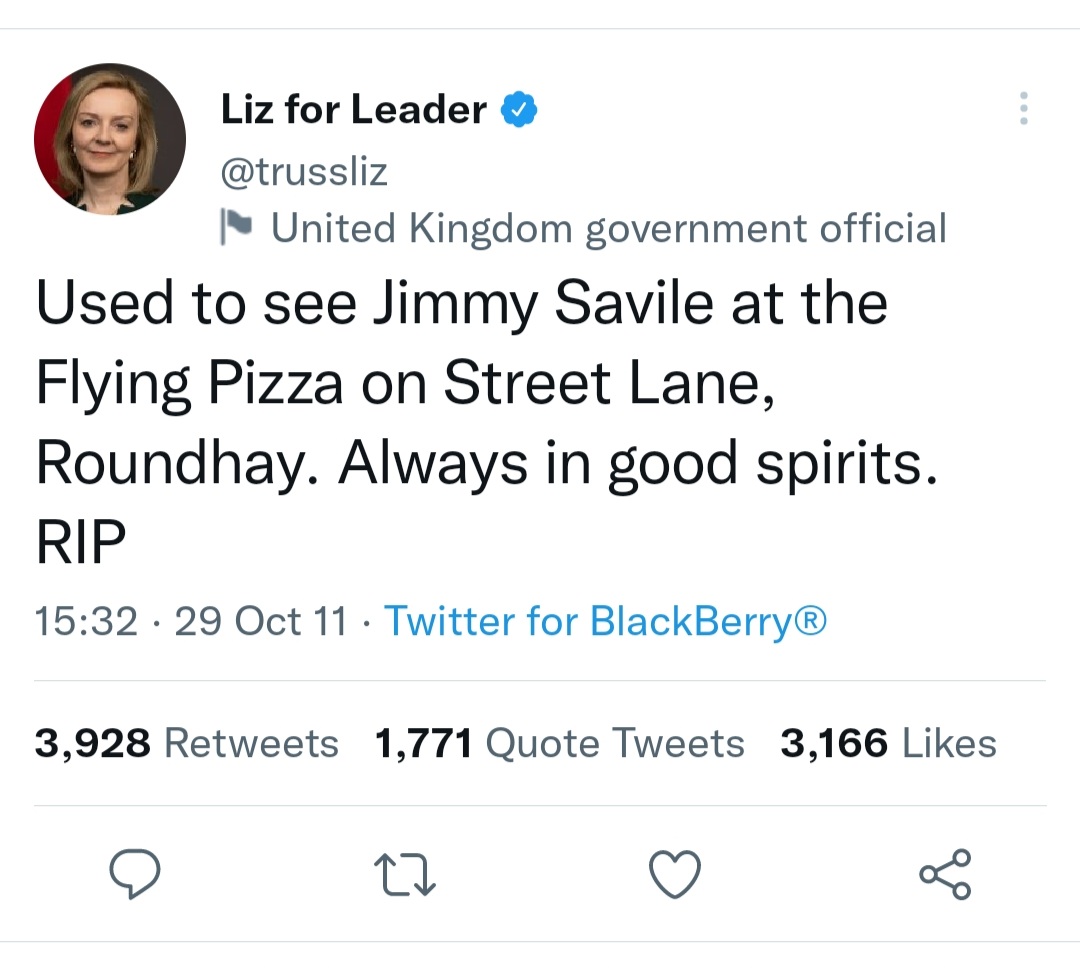 Liz for Leader
@trussliz
United Kingdom government official
Used to see Jimmy Savile at the
Flying Pizza on Street Lane,
Roundhay. Always in good spirits.
RIP
15:32 · 29 Oct 11 · Twitter for BlackBerry®
3,928 Retweets 1,771 Quote Tweets 3,166 Likes